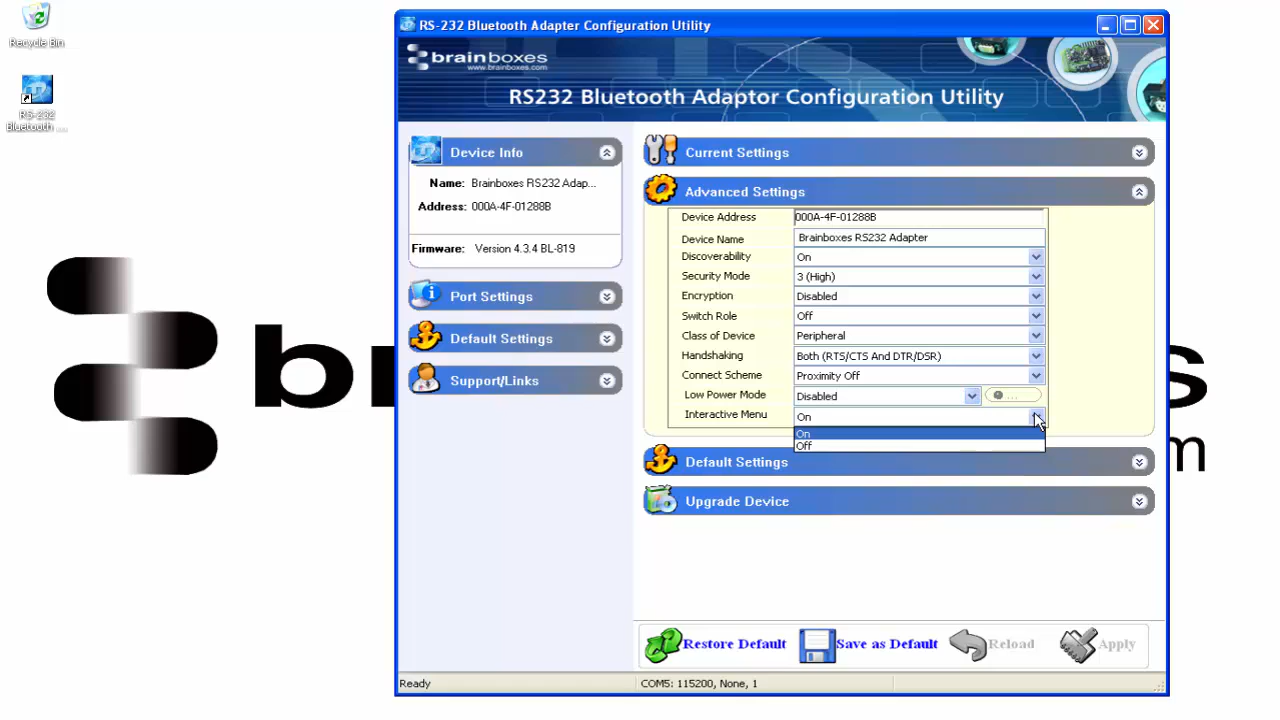 Recycle Bin
RS-232
Bluetooth ...
RS-232 Bluetooth Adapter Configuration Utility
brainboxes
www.brainboxes.com
RS232 Bluetooth Adaptor Configuration Utility
Device Info
Name: Brainboxes RS232 Adap...
Address: 000A-4F-01288B
Firmware: Version 4.3.4 BL-819
Port Settings
Default Settings
Support/Links
Current Settings
Advanced Settings
Device Address 000A-4F-01288B
Device Name Brainboxes RS232 Adapter
Discoverability On
Security Mode 3 (High)
Encryption Disabled
Switch Role Off
Class of Device Peripheral
Handshaking Both (RTS/CTS And DTR/DSR)
Connect Scheme Proximity Off
Low Power Mode Disabled ...
Interactive Menu On
On
Off
Default Settings
Upgrade Device
Restore Default Save as Default Reload Apply
Ready COM5: 115200, None, 1